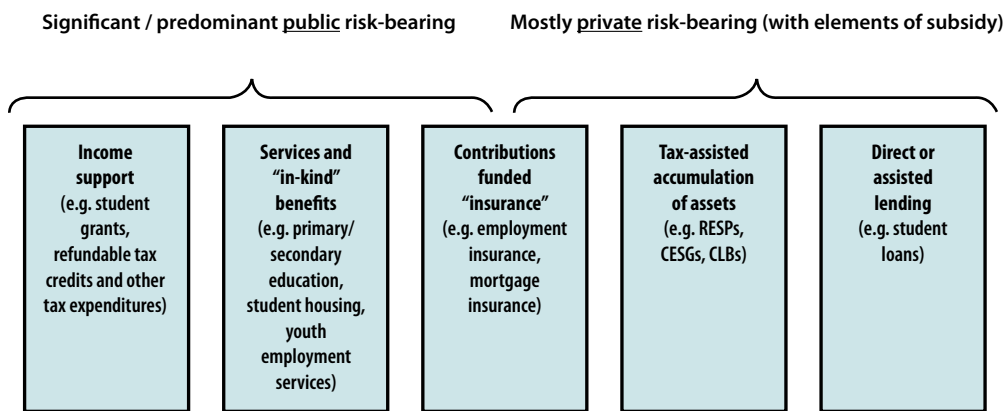 Significant / predominant public risk-bearing
Mostly private risk-bearing (with elements of subsidy)
Income
support
(e.g. student
grants,
refundable tax
credits and other
tax expenditures)
Services and
“in-kind”
benefits
(e.g. primary/
secondary
education,
student housing,
youth
employment
services)
Contributions
funded
“insurance”
(e.g. employment
insurance,
mortgage
insurance)
Tax-assisted
accumulation
of assets
(e.g. RESPs,
CESGs, CLBs)
Direct or
assisted
lending
(e.g. student
loans)